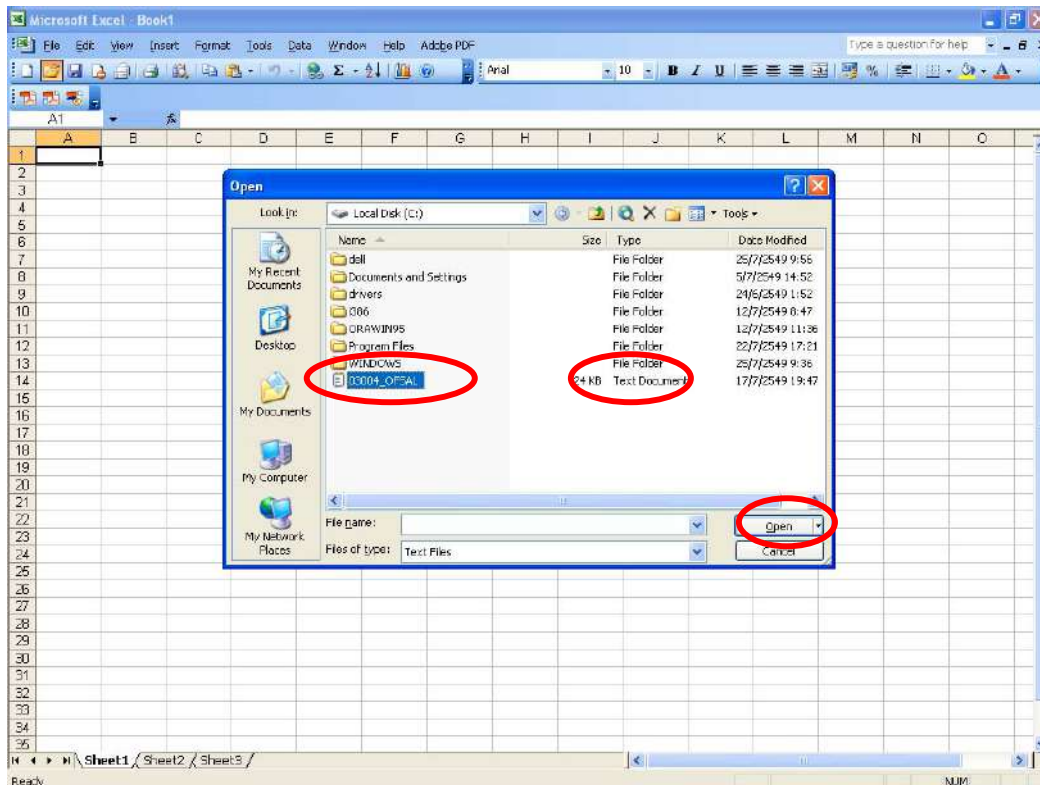 Microsoft Excel - Book1
File Edit View Insert Format Tools Data Window Help Adobe PDF Type a question for help
Arial 10 B I U
A1 fx
A B C D E F G H I J K L M N O
1
2
3
4
5
6
7
8
9
10
11
12
13
14
15
16
17
18
19
20
21
22
23
24
25
26
27
28
29
30
31
32
33
34
35
Open
Look in: Local Disk (C:) Tools
Name Size Type Date Modified
dell File Folder 25/7/2549 9:56
Documents and Settings File Folder 5/7/2549 14:52
drivers File Folder 24/6/2549 1:52
I386 File Folder 12/7/2549 8:47
ORAWIN95 File Folder 12/7/2549 11:36
Program Files File Folder 22/7/2549 17:21
WINDOWS File Folder 25/7/2549 9:36
03004_OFSAL 24 KB Text Document 17/7/2549 19:47
My Recent
Documents
Desktop
My Documents
My Computer
My Network
Places
File name: Open
Files of type: Text Files Cancel
Sheet1 Sheet2 Sheet3
Ready NUM